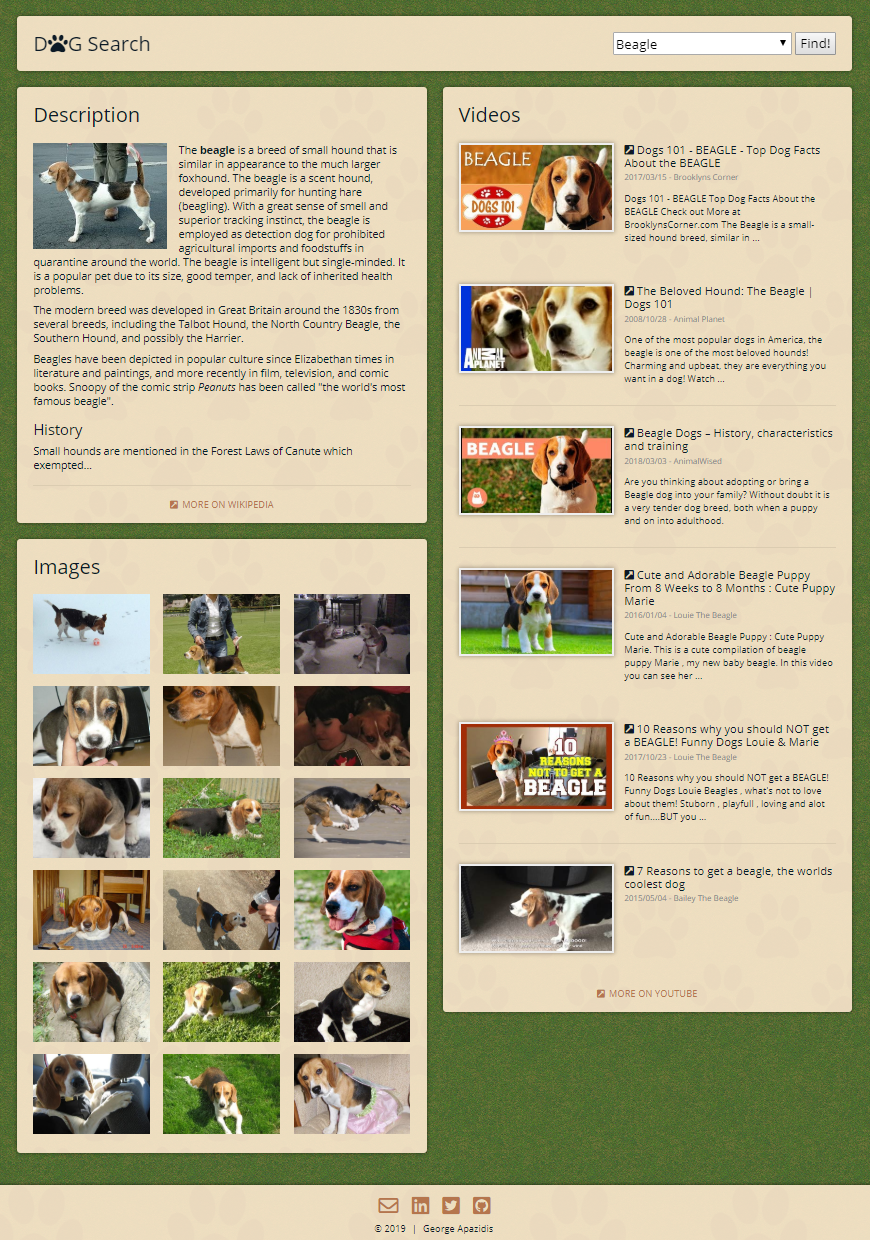 D G Search
Beagle
Find!
Description
The beagle is a breed of small hound that is
similar in appearance to the much larger
foxhound. The beagle is a scent hound,
developed primarily for hunting hare
(beagling). With a great sense of smell and
superior tracking instinct, the beagle is
employed as detection dog for prohibited
agricultural imports and foodstuffs in
quarantine around the world. The beagle is intelligent but single-minded. It
is a popular pet due to its size, good temper, and lack of inherited health
problems.
The modern breed was developed in Great Britain around the 1830s from
several breeds, including the Talbot Hound, the North Country Beagle, the
Southern Hound, and possibly the Harrier.
Beagles have been depicted in popular culture since Elizabethan times in
literature and paintings, and more recently in film, television, and comic
books. Snoopy of the comic strip Peanuts has been called "the world's most
famous beagle".
History
Small hounds are mentioned in the Forest Laws of Canute which
exempted...
MORE ON WIKIPEDIA
Images
Videos
BEAGLE
DOGS 101
Dogs 101 - BEAGLE - Top Dog Facts
About the BEAGLE
2017/03/15 - Brooklyns Corner
Dogs 101 - BEAGLE Top Dog Facts About the
BEAGLE Check out More at
BrooklynsCorner.com The Beagle is a small-
sized hound breed, similar in ...
ANIMAL
PLANET
The Beloved Hound: The Beagle |
Dogs 101
2008/10/28 - Animal Planet
One of the most popular dogs in America, the
beagle is one of the most beloved hounds!
Charming and upbeat, they are everything you
want in a dog! Watch ...
BEAGLE
Beagle Dogs – History, characteristics
and training
2018/03/03 - AnimalWised
Are you thinking about adopting or bring a
Beagle dog into your family? Without doubt it is
a very tender dog breed, both when a puppy
and on into adulthood.
Cute and Adorable Beagle Puppy
From 8 Weeks to 8 Months : Cute Puppy
Marie
2016/01/04 - Louie The Beagle
Cute and Adorable Beagle Puppy : Cute Puppy
Marie. This is a cute compilation of beagle
puppy Marie , my new baby beagle. In this video
you can see her ...
10
REASONS
NOT TO GET A
BEAGLE
10 Reasons why you should NOT get
a BEAGLE! Funny Dogs Louie & Marie
2017/10/23 - Louie The Beagle
10 Reasons why you should NOT get a BEAGLE!
Funny Dogs Louie Beagles , what's not to love
about them! Stuborn , playfull , loving and alot
of fun....BUT you ...
7 Reasons to get a beagle, the worlds
coolest dog
2015/05/04 - Bailey The Beagle
MORE ON YOUTUBE
© 2019 | George Apazidis